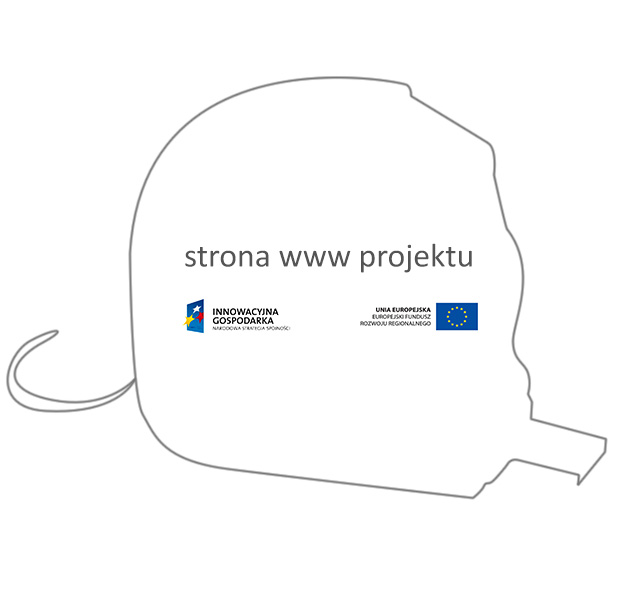 strona www projektu
INNOWACYJNA
GOSPODARKA
NARODOWA STRATEGIA SPÓJNOŚCI
UNIA EUROPEJSKA
EUROPEJSKI FUNDUSZ
ROZWOJU REGIONALNEGO